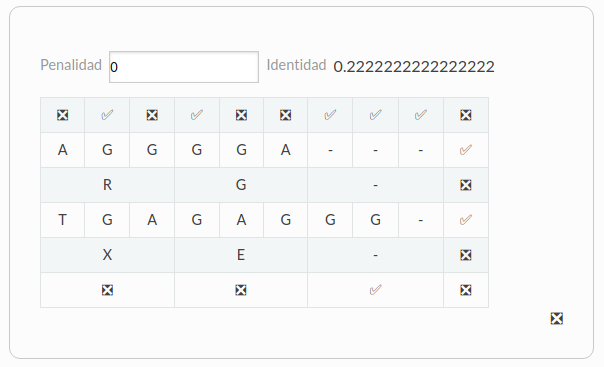 Penalidad 0 Identidad 0.2222222222222222
❎ ✅ ❎ ✅ ❎ ❎ ✅ ✅ ✅ ❎
A G G G G A - - - ✅
R G - ❎
T G A G A G G G - ✅
X E - ❎
❎ ❎ ✅ ❎
❎